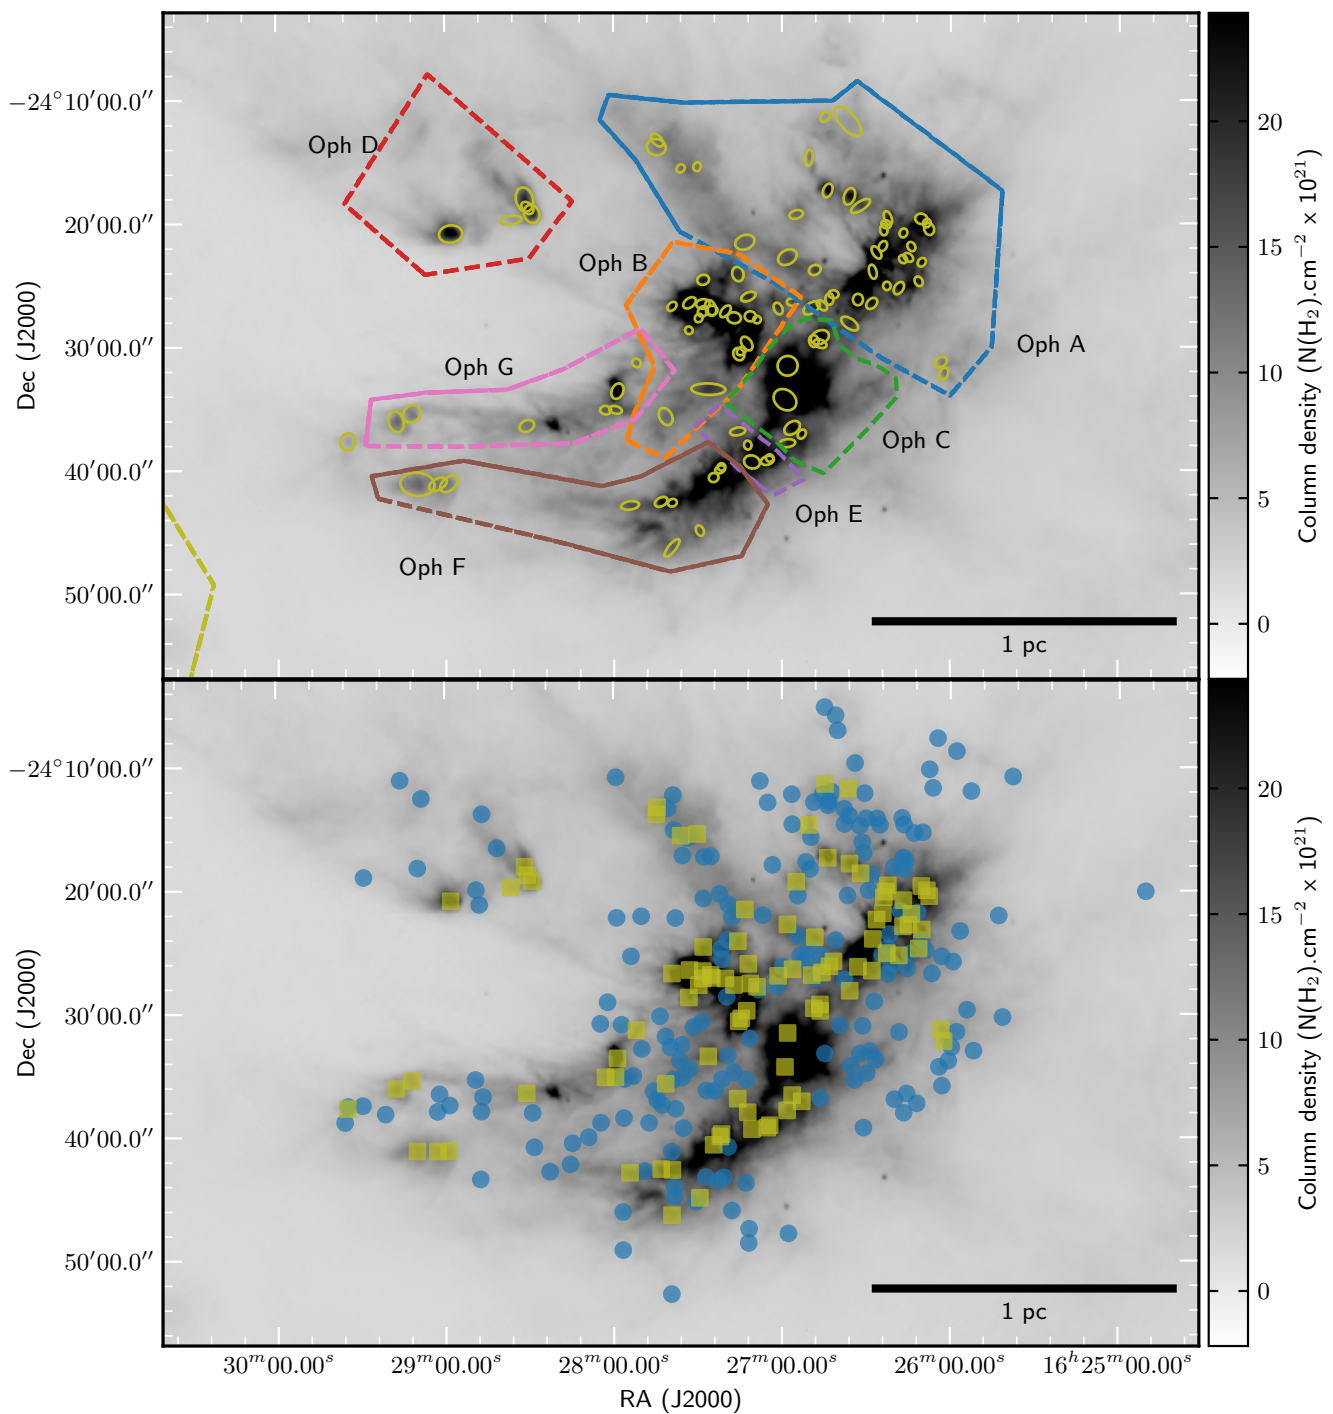 −24°10′00.0″
20′00.0″
30′00.0″
40′00.0″
50′00.0″
Dec (J2000)
Oph D
Oph B
Oph A
Oph G
Oph C
Oph E
Oph F
1 pc
20
15
10
5
0
Column density (N(H₂).cm⁻² x 10²¹)
−24°10′00.0″
20′00.0″
30′00.0″
40′00.0″
50′00.0″
Dec (J2000)
1 pc
20
15
10
5
0
Column density (N(H₂).cm⁻² x 10²¹)
30ᵐ00.00ˢ 29ᵐ00.00ˢ 28ᵐ00.00ˢ 27ᵐ00.00ˢ 26ᵐ00.00ˢ 16ʰ25ᵐ00.00ˢ
RA (J2000)